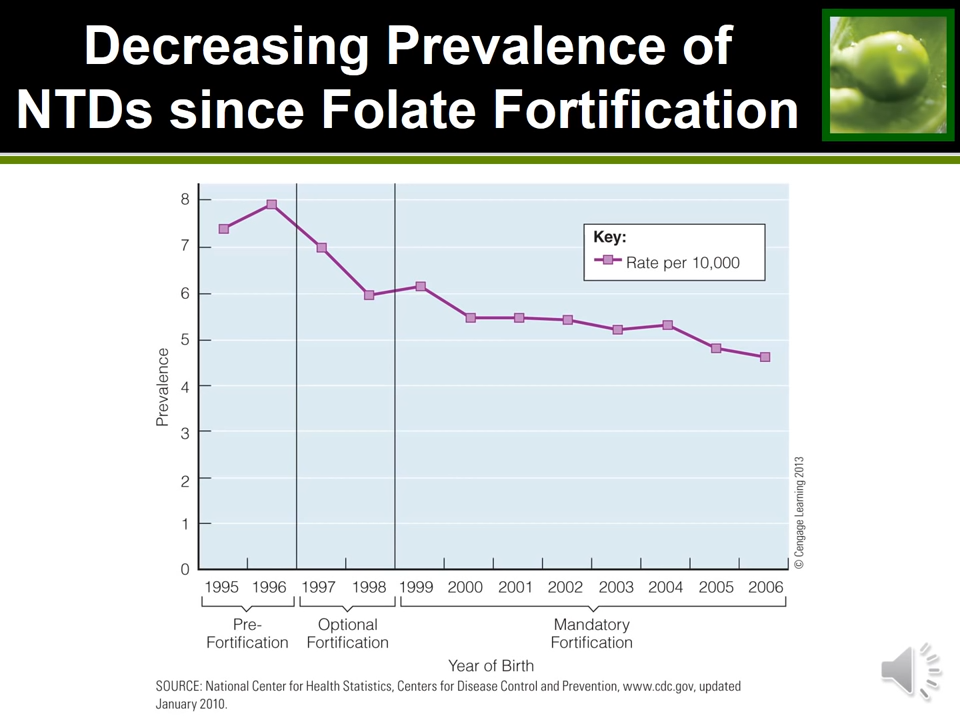 Decreasing Prevalence of
NTDs since Folate Fortification
8
7
6
5
4
3
2
1
0
Prevalence
Key:
Rate per 10,000
© Cengage Learning 2013
1995 1996 1997 1998 1999 2000 2001 2002 2003 2004 2005 2006
Pre-
Fortification
Optional
Fortification
Mandatory
Fortification
Year of Birth
SOURCE: National Center for Health Statistics, Centers for Disease Control and Prevention, www.cdc.gov, updated
January 2010.